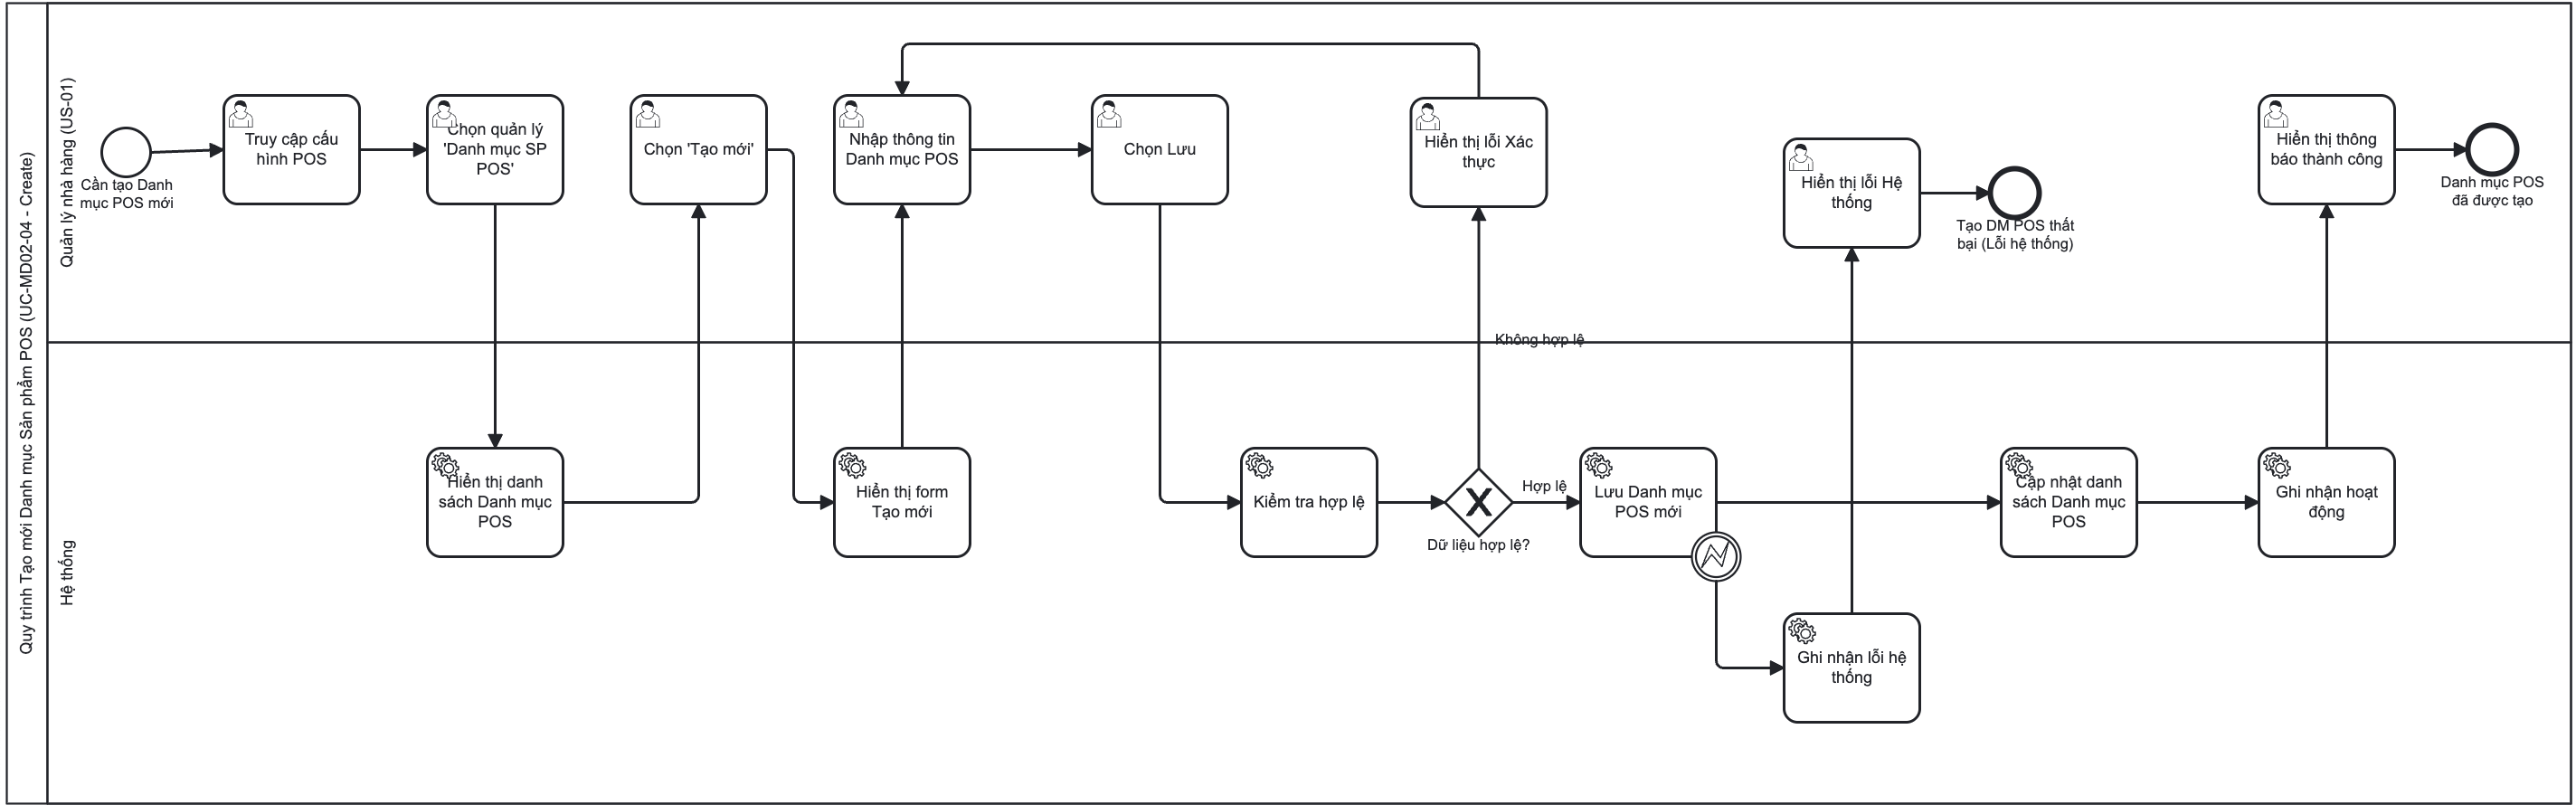 Quy trình Tạo mới Danh mục Sản phẩm POS (UC-MD02-04 - Create)
Quản lý nhà hàng (US-01)
Cần tạo Danh
mục POS mới
Truy cập cấu
hình POS
Chọn quản lý
'Danh mục SP
POS'
Chọn 'Tạo mới'
Nhập thông tin
Danh mục POS
Chọn Lưu
Hiển thị lỗi Xác
thực
Hiển thị lỗi Hệ
thống
Tạo DM POS thất
bại (Lỗi hệ thống)
Hiển thị thông
báo thành công
Danh mục POS
đã được tạo
Không hợp lệ
Hệ thống
Hiển thị danh
sách Danh mục
POS
Hiển thị form
Tạo mới
Kiểm tra hợp lệ
Dữ liệu hợp lệ?
Hợp lệ
Lưu Danh mục
POS mới
Ghi nhận lỗi hệ
thống
Cập nhật danh
sách Danh mục
POS
Ghi nhận hoạt
động